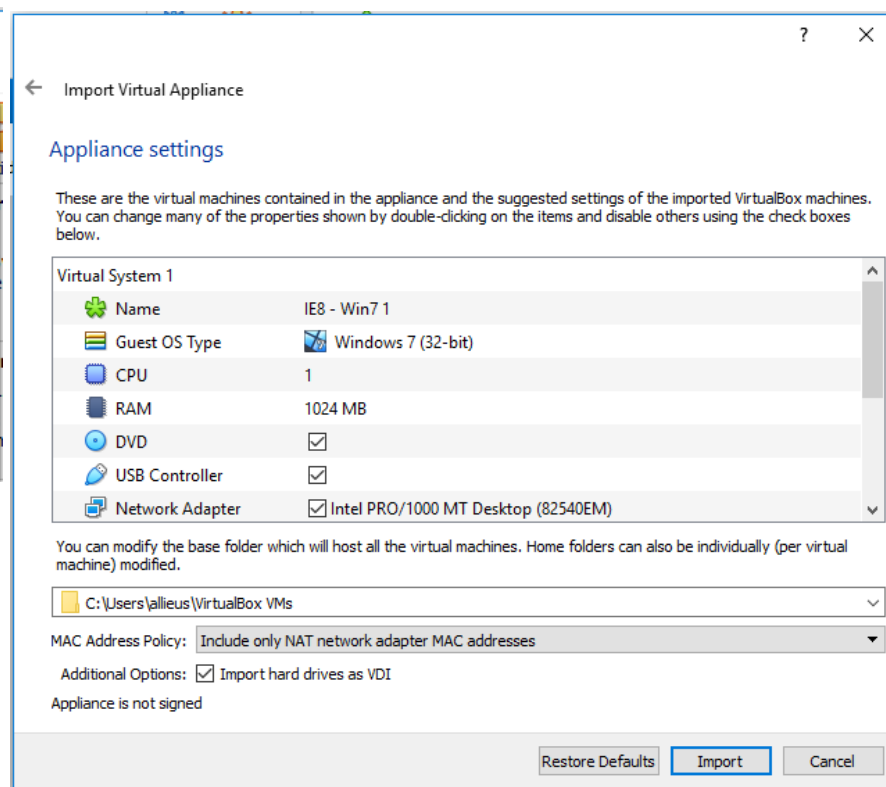 ?
Import Virtual Appliance
Appliance settings
These are the virtual machines contained in the appliance and the suggested settings of the imported VirtualBox machines.
You can change many of the properties shown by double-clicking on the items and disable others using the check boxes
below.
Virtual System 1
Name IE8 - Win7 1
Guest OS Type Windows 7 (32-bit)
CPU 1
RAM 1024 MB
DVD
USB Controller
Network Adapter Intel PRO/1000 MT Desktop (82540EM)
You can modify the base folder which will host all the virtual machines. Home folders can also be individually (per virtual
machine) modified.
C:\Users\allieus\VirtualBox VMs
MAC Address Policy: Include only NAT network adapter MAC addresses
Additional Options: Import hard drives as VDI
Appliance is not signed
Restore Defaults Import Cancel